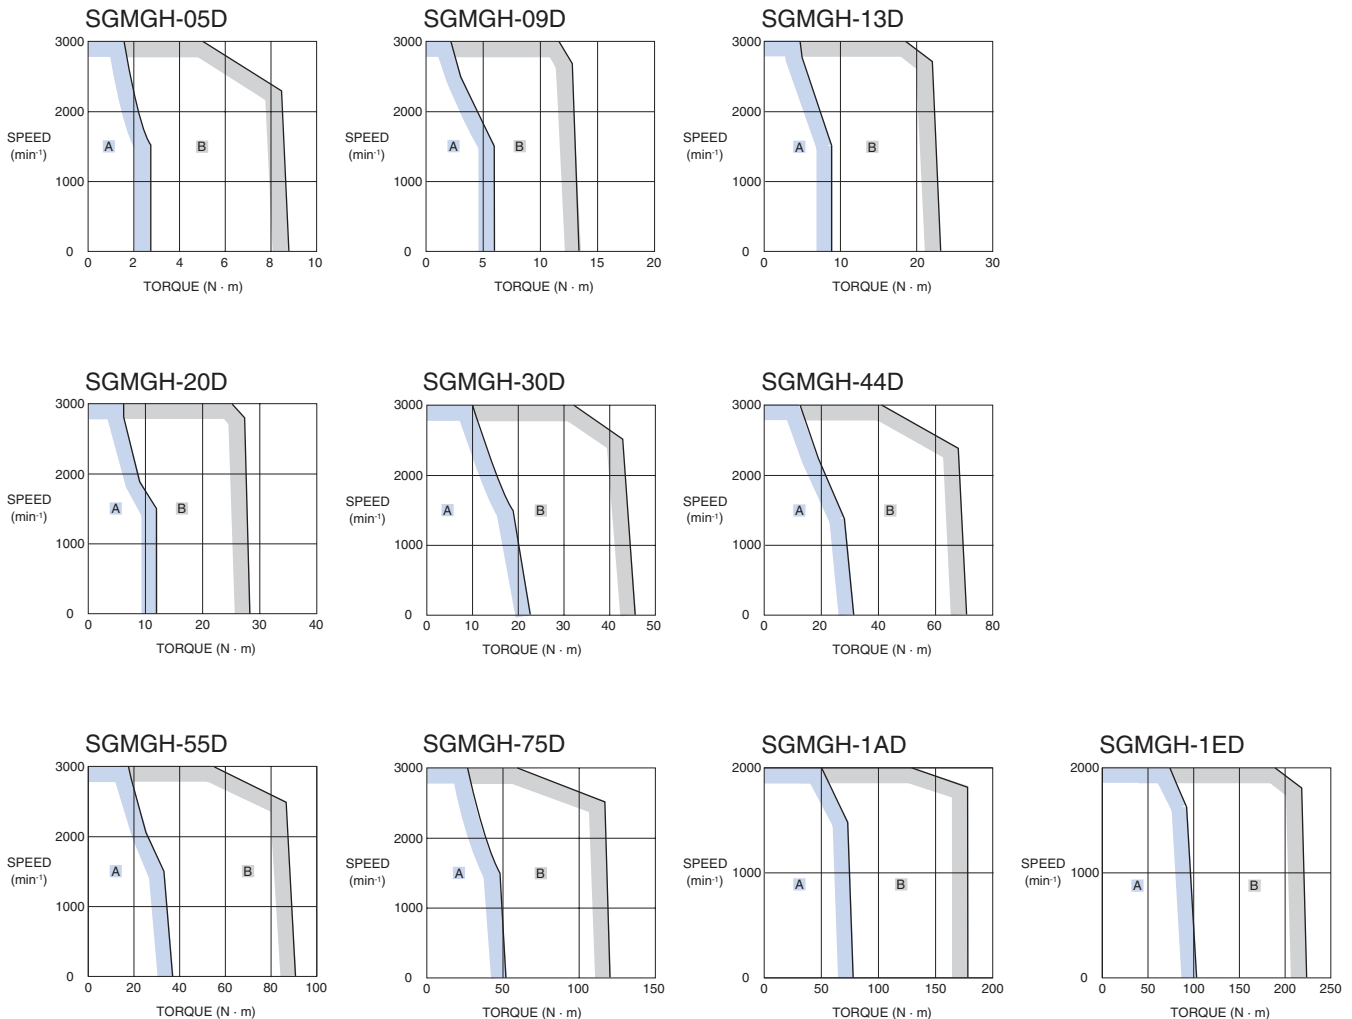 SGMGH-05D
SGMGH-09D
SGMGH-13D
3000
2000
1000
0
SPEED
(min-1)
A
B
0 2 4 6 8 10
TORQUE (N · m)
3000
2000
1000
0
SPEED
(min-1)
A
B
0 5 10 15 20
TORQUE (N · m)
3000
2000
1000
0
SPEED
(min-1)
A
B
0 10 20 30
TORQUE (N · m)
SGMGH-20D
SGMGH-30D
SGMGH-44D
3000
2000
1000
0
SPEED
(min-1)
A
B
0 10 20 30 40
TORQUE (N · m)
3000
2000
1000
0
SPEED
(min-1)
A
B
0 10 20 30 40 50
TORQUE (N · m)
3000
2000
1000
0
SPEED
(min-1)
A
B
0 20 40 60 80
TORQUE (N · m)
SGMGH-55D
SGMGH-75D
SGMGH-1AD
SGMGH-1ED
3000
2000
1000
0
SPEED
(min-1)
A
B
0 20 40 60 80 100
TORQUE (N · m)
3000
2000
1000
0
SPEED
(min-1)
A
B
0 50 100 150
TORQUE (N · m)
2000
1000
0
SPEED
(min-1)
A
B
0 50 100 150 200
TORQUE (N · m)
2000
1000
0
SPEED
(min-1)
A
B
0 50 100 150 200 250
TORQUE (N · m)